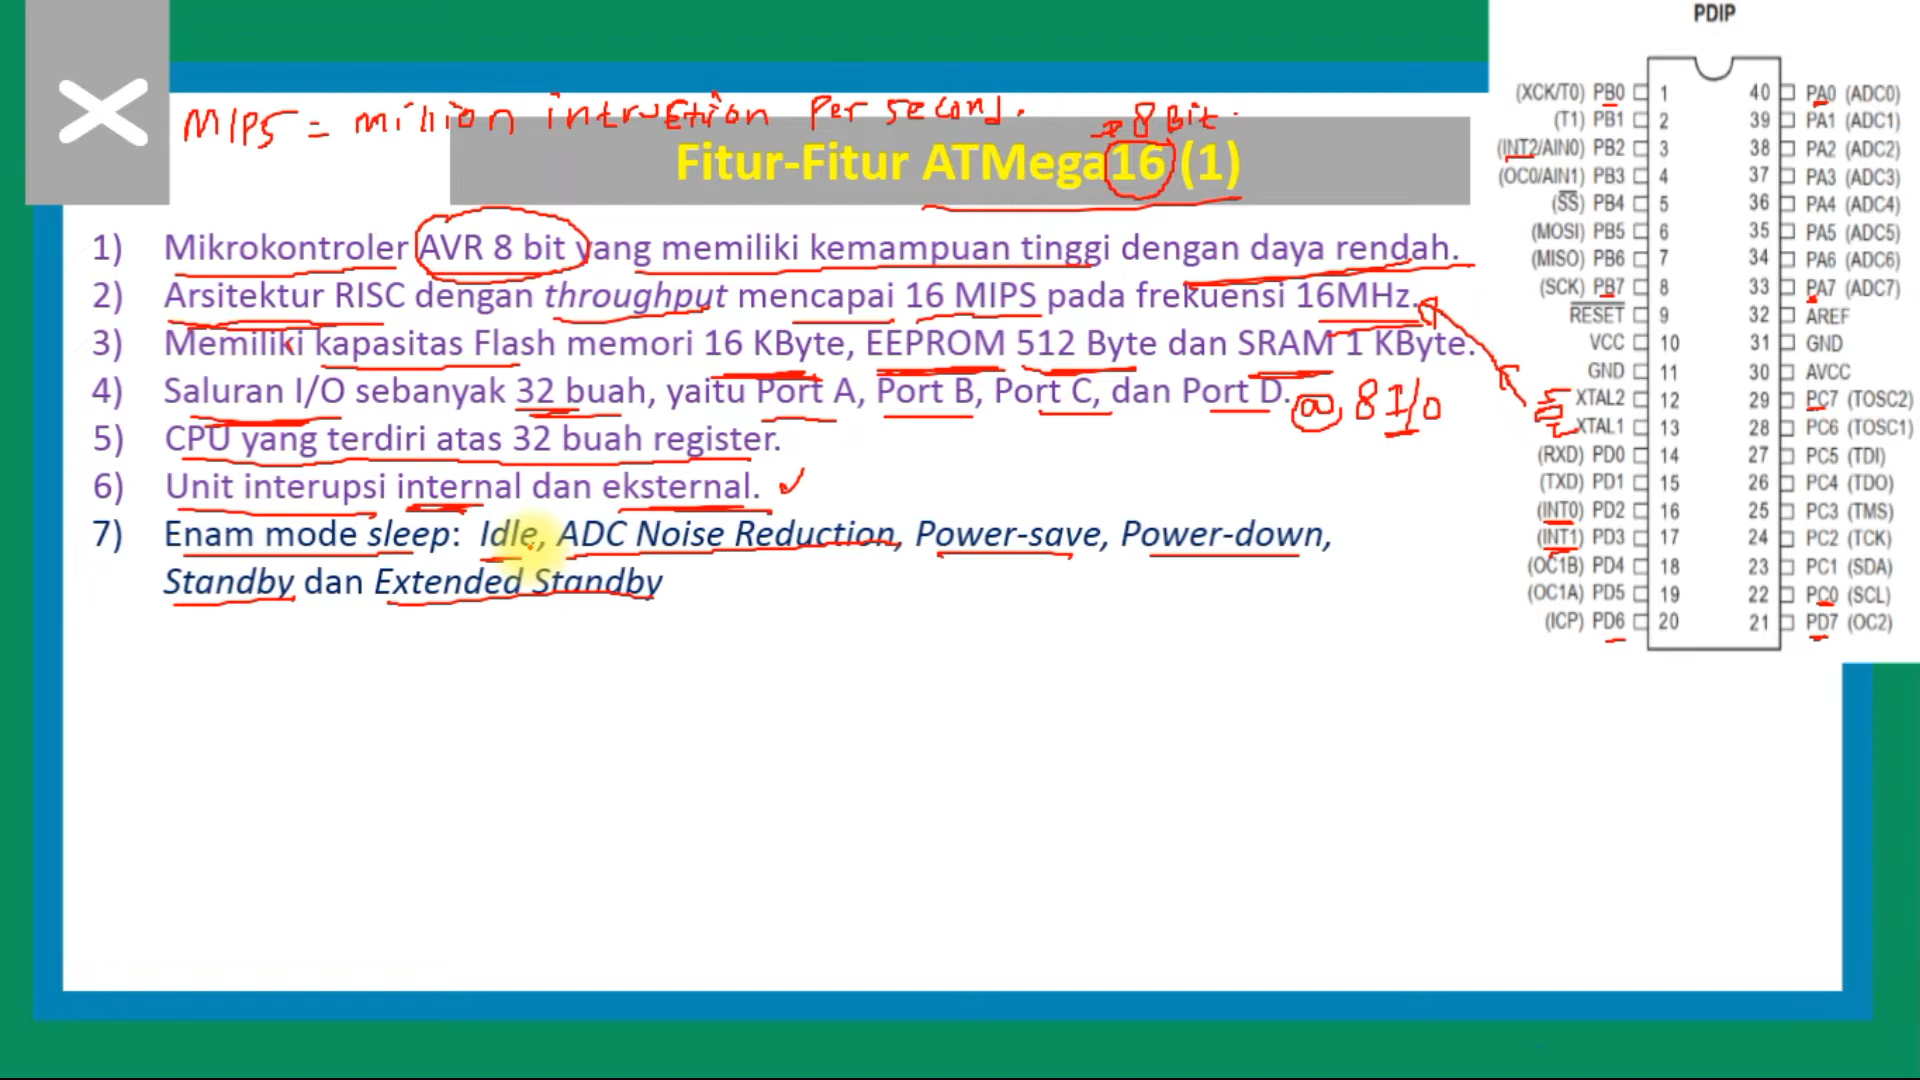 MIPS = million intruction Per second.
8 Bit.
Fitur-Fitur ATMega16 (1)
1) Mikrokontroler AVR 8 bit yang memiliki kemampuan tinggi dengan daya rendah.
2) Arsitektur RISC dengan throughput mencapai 16 MIPS pada frekuensi 16MHz.
3) Memiliki kapasitas Flash memori 16 KByte, EEPROM 512 Byte dan SRAM 1 KByte.
4) Saluran I/O sebanyak 32 buah, yaitu Port A, Port B, Port C, dan Port D.
@ 8 I/O
5) CPU yang terdiri atas 32 buah register.
6) Unit interupsi internal dan eksternal.
7) Enam mode sleep: Idle, ADC Noise Reduction, Power-save, Power-down,
Standby dan Extended Standby
PDIP
(XCK/T0) PB0 1 40 PA0 (ADC0)
(T1) PB1 2 39 PA1 (ADC1)
(INT2/AIN0) PB2 3 38 PA2 (ADC2)
(OC0/AIN1) PB3 4 37 PA3 (ADC3)
(SS) PB4 5 36 PA4 (ADC4)
(MOSI) PB5 6 35 PA5 (ADC5)
(MISO) PB6 7 34 PA6 (ADC6)
(SCK) PB7 8 33 PA7 (ADC7)
RESET 9 32 AREF
VCC 10 31 GND
GND 11 30 AVCC
XTAL2 12 29 PC7 (TOSC2)
XTAL1 13 28 PC6 (TOSC1)
(RXD) PD0 14 27 PC5 (TDI)
(TXD) PD1 15 26 PC4 (TDO)
(INT0) PD2 16 25 PC3 (TMS)
(INT1) PD3 17 24 PC2 (TCK)
(OC1B) PD4 18 23 PC1 (SDA)
(OC1A) PD5 19 22 PC0 (SCL)
(ICP) PD6 20 21 PD7 (OC2)